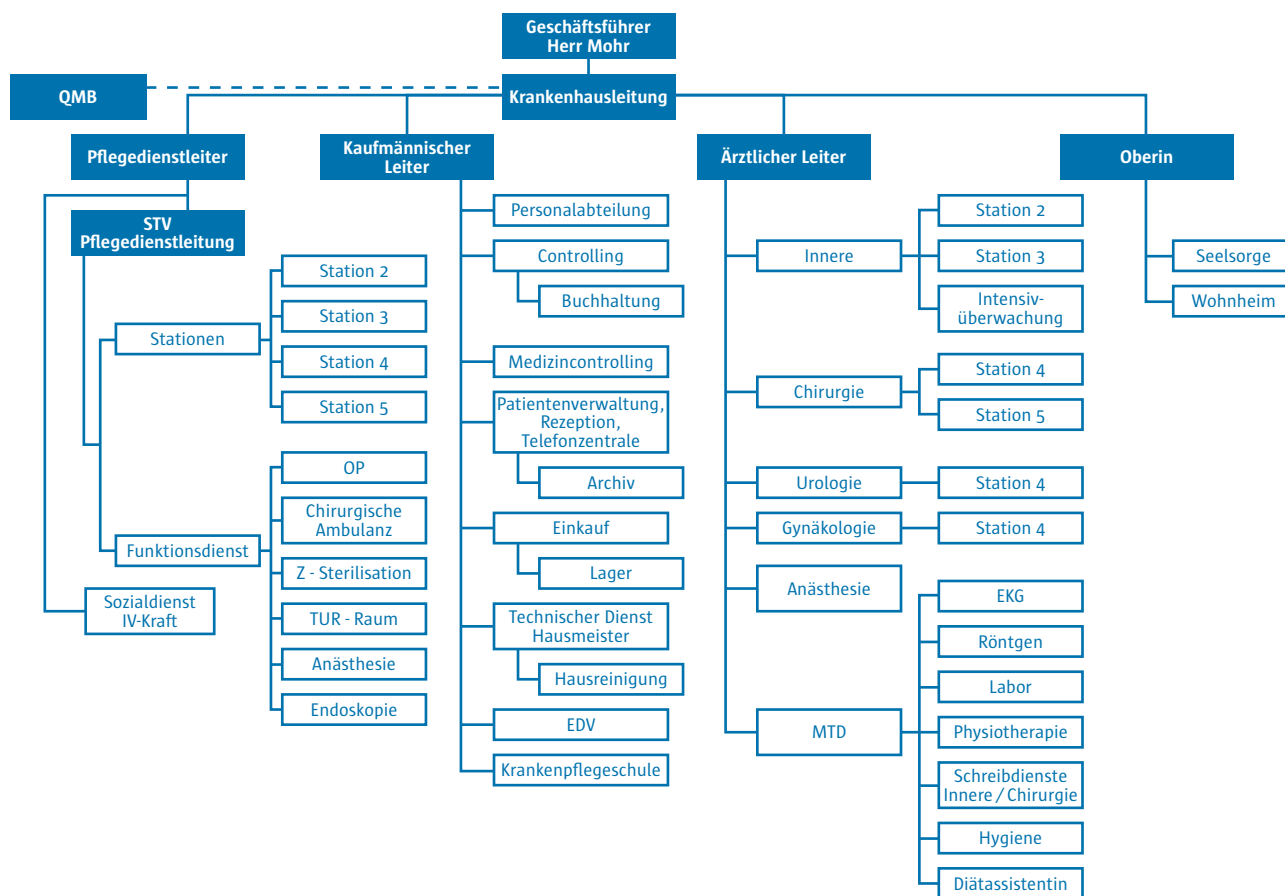 Geschäftsführer
Herr Mohr
QMB
Krankenhausleitung
Pflegedienstleiter
Kaufmännischer
Leiter
Ärztlicher Leiter
Oberin
STV
Pflegedienstleitung
Stationen
Station 2
Station 3
Station 4
Station 5
Funktionsdienst
OP
Chirurgische
Ambulanz
Z - Sterilisation
TUR - Raum
Anästhesie
Endoskopie
Sozialdienst
IV-Kraft
Personalabteilung
Controlling
Buchhaltung
Medizincontrolling
Patientenverwaltung,
Rezeption,
Telefonzentrale
Archiv
Einkauf
Lager
Technischer Dienst
Hausmeister
Hausreinigung
EDV
Krankenpflegeschule
Innere
Station 2
Station 3
Intensiv-
überwachung
Chirurgie
Station 4
Station 5
Urologie
Station 4
Gynäkologie
Station 4
Anästhesie
MTD
EKG
Röntgen
Labor
Physiotherapie
Schreibdienste
Innere / Chirurgie
Hygiene
Diätassistentin
Seelsorge
Wohnheim